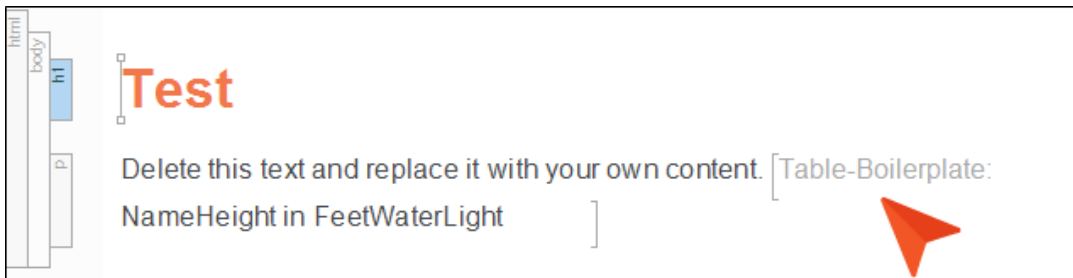 html
body
h1
Test
p
Delete this text and replace it with your own content. [Table-Boilerplate:
NameHeight in FeetWaterLight ]